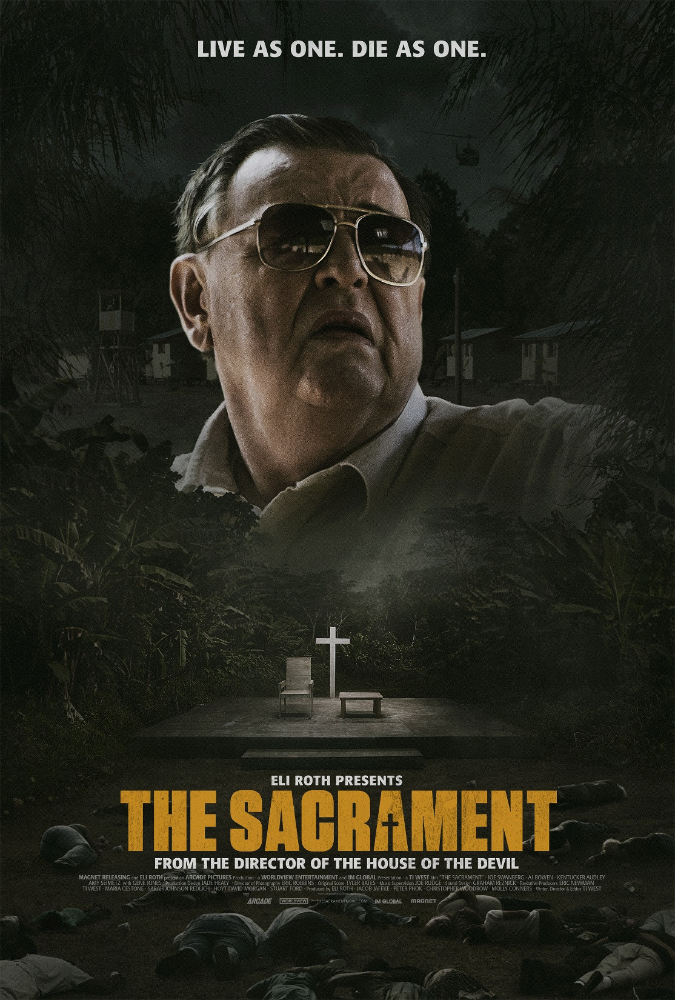 LIVE AS ONE. DIE AS ONE.
ELI ROTH PRESENTS
THE SACRAMENT
FROM THE DIRECTOR OF THE HOUSE OF THE DEVIL
MAGNET RELEASING and ELI ROTH present an ARCADE PICTURES Production · a WORLDVIEW ENTERTAINMENT and IM GLOBAL Presentation · a TI WEST film "THE SACRAMENT" · JOE SWANBERG · AJ BOWEN · KENTUCKER AUDLEY
AMY SEIMETZ with GENE JONES · Production Design JADE HEALY · Director of Photography ERIC ROBBINS · Original Score TYLER BATES · Music Supervision JOE RUDGE · Sound Design GRAHAM REZNICK · Executive Producers ERIC NEWMAN
TI WEST · MARIA CESTONE · SARAH JOHNSON REDLICH · HOYT DAVID MORGAN · STUART FORD · Produced by ELI ROTH · JACOB JAFFKE · PETER PHOK · CHRISTOPHER WOODROW · MOLLY CONNERS · Writer, Director & Editor TI WEST
ARCADE WORLDVIEW THESACRAMENTMOVIE.COM IM GLOBAL MAGNET